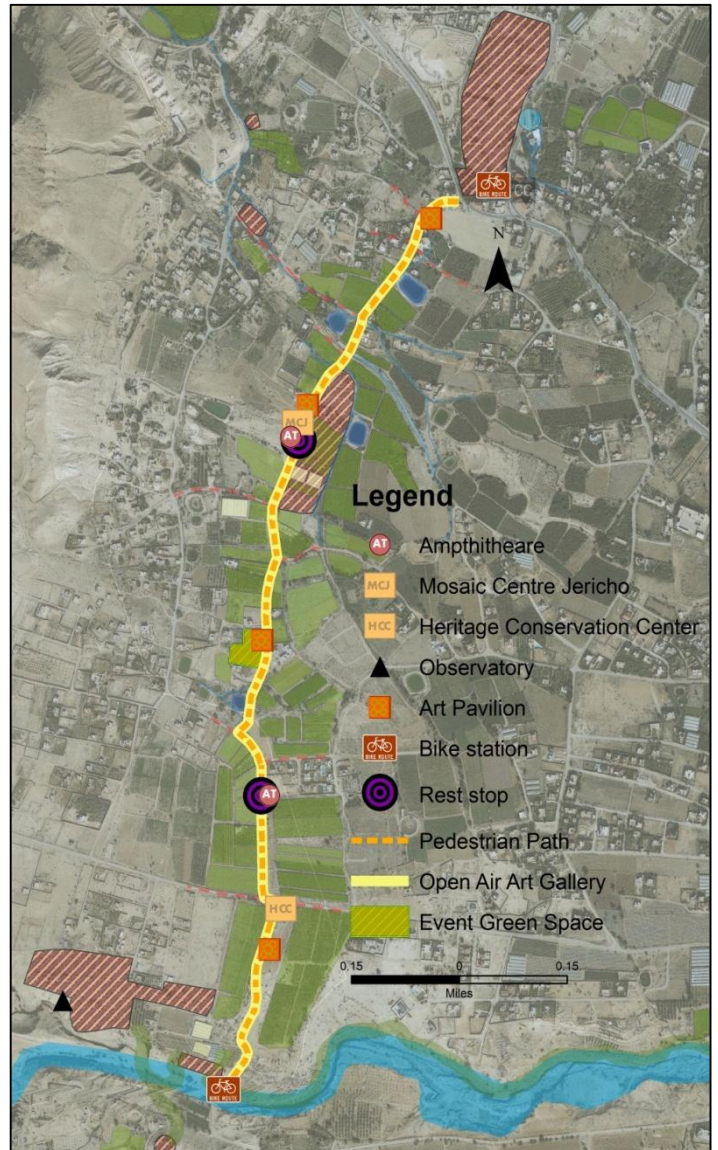 BIKE ROUTE
N
MCJ
AT
Legend
AT Ampthitheare
MCJ Mosaic Centre Jericho
HCC Heritage Conservation Center
Observatory
Art Pavilion
BIKE ROUTE Bike station
Rest stop
AT
Pedestrian Path
Open Air Art Gallery
HCC
Event Green Space
0.15 0 0.15
Miles
BIKE ROUTE